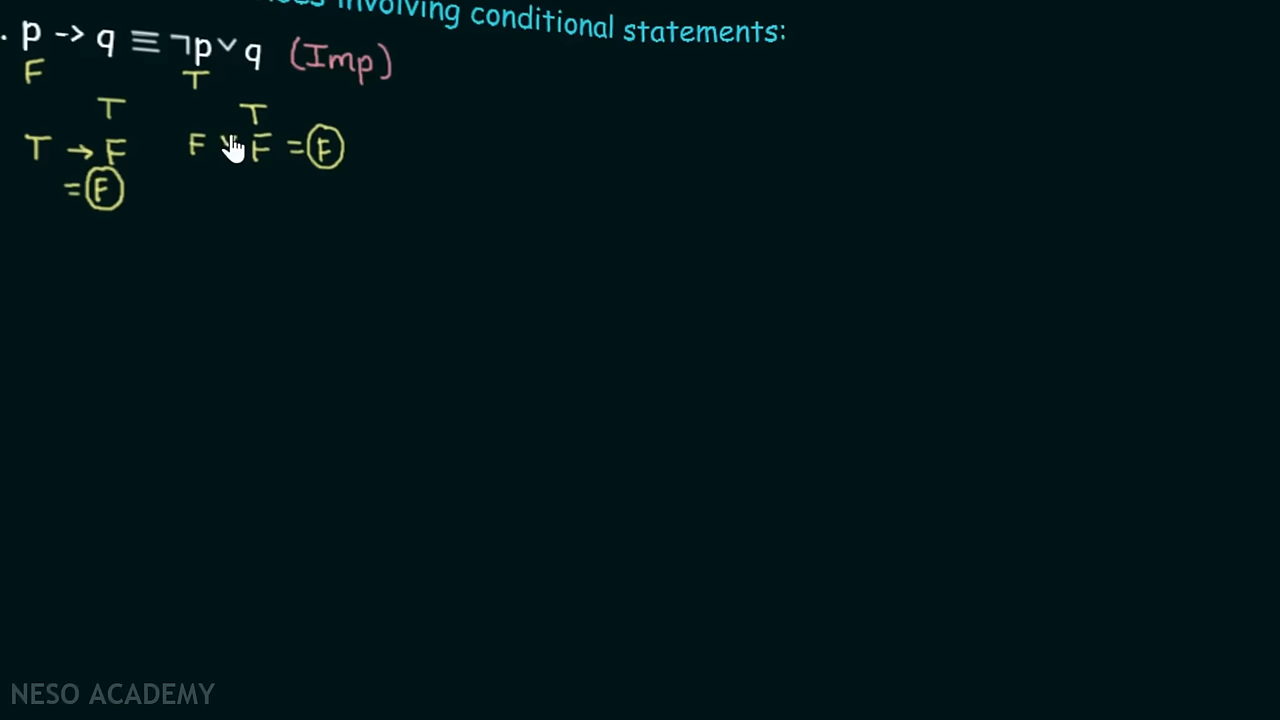 involving conditional statements:
. p -> q ≡ ¬p ∨ q (Imp)
F T
T T
T → F F F = F
= F
NESO ACADEMY